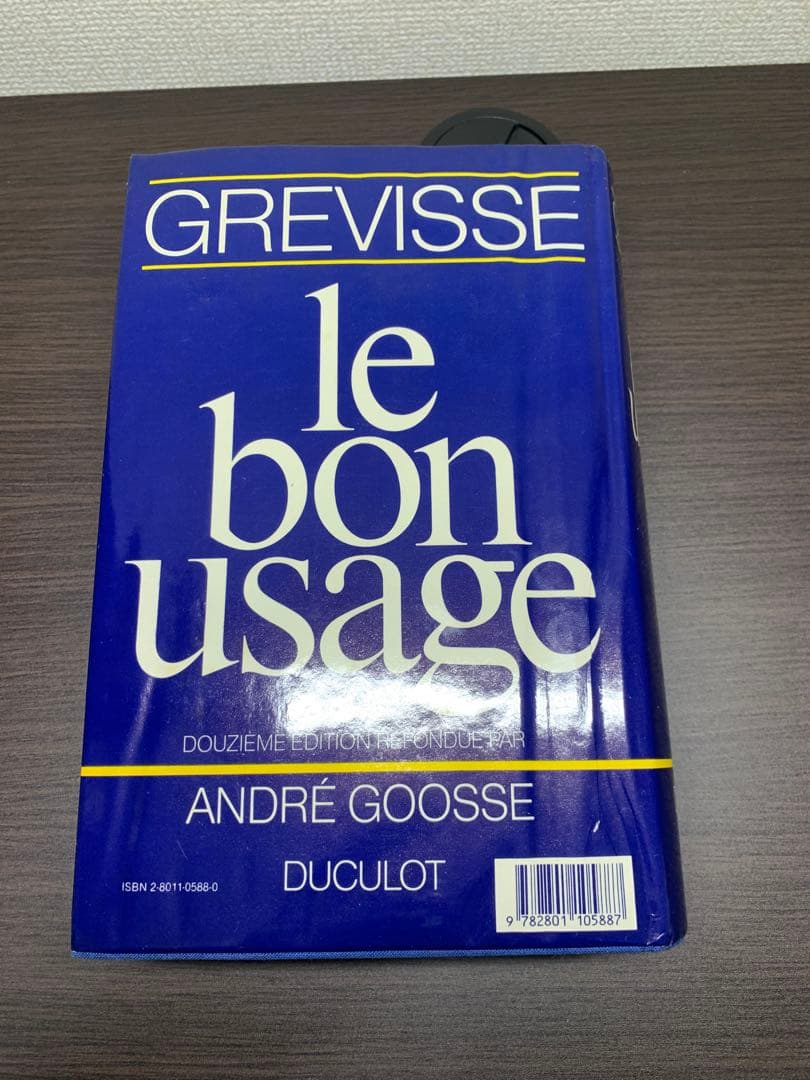 GREVISSE
le
bon
usage
DOUZIÈME ÉDITION REFONDUE PAR
ANDRÉ GOOSSE
DUCULOT
ISBN 2-8011-0588-0
9 782801 105887